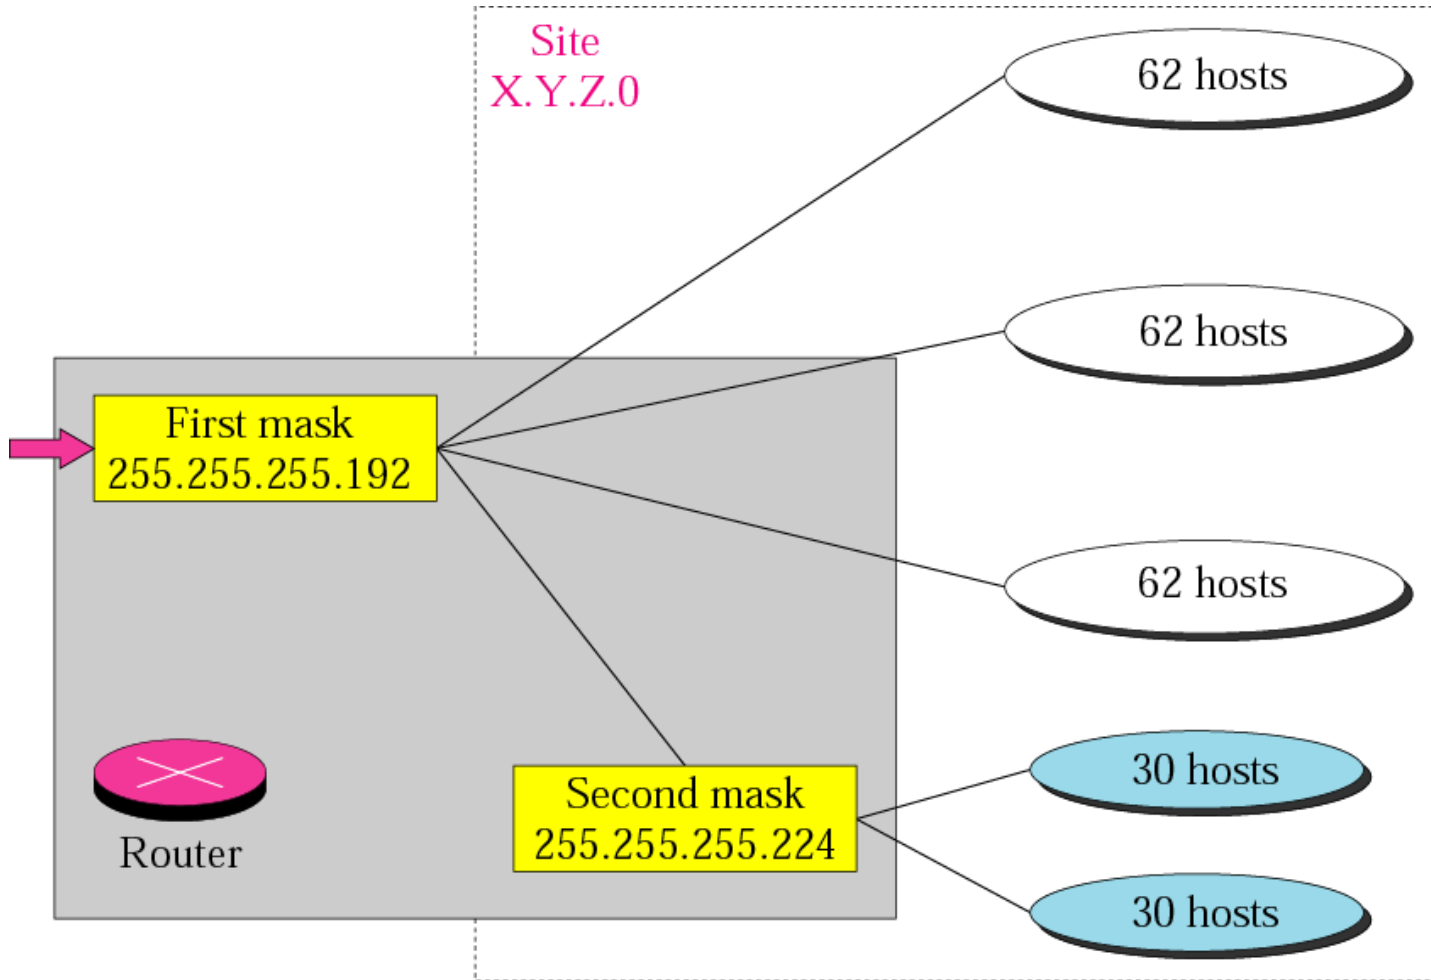 Site
X.Y.Z.0
62 hosts
62 hosts
First mask
255.255.255.192
62 hosts
30 hosts
Second mask
255.255.255.224
Router
30 hosts